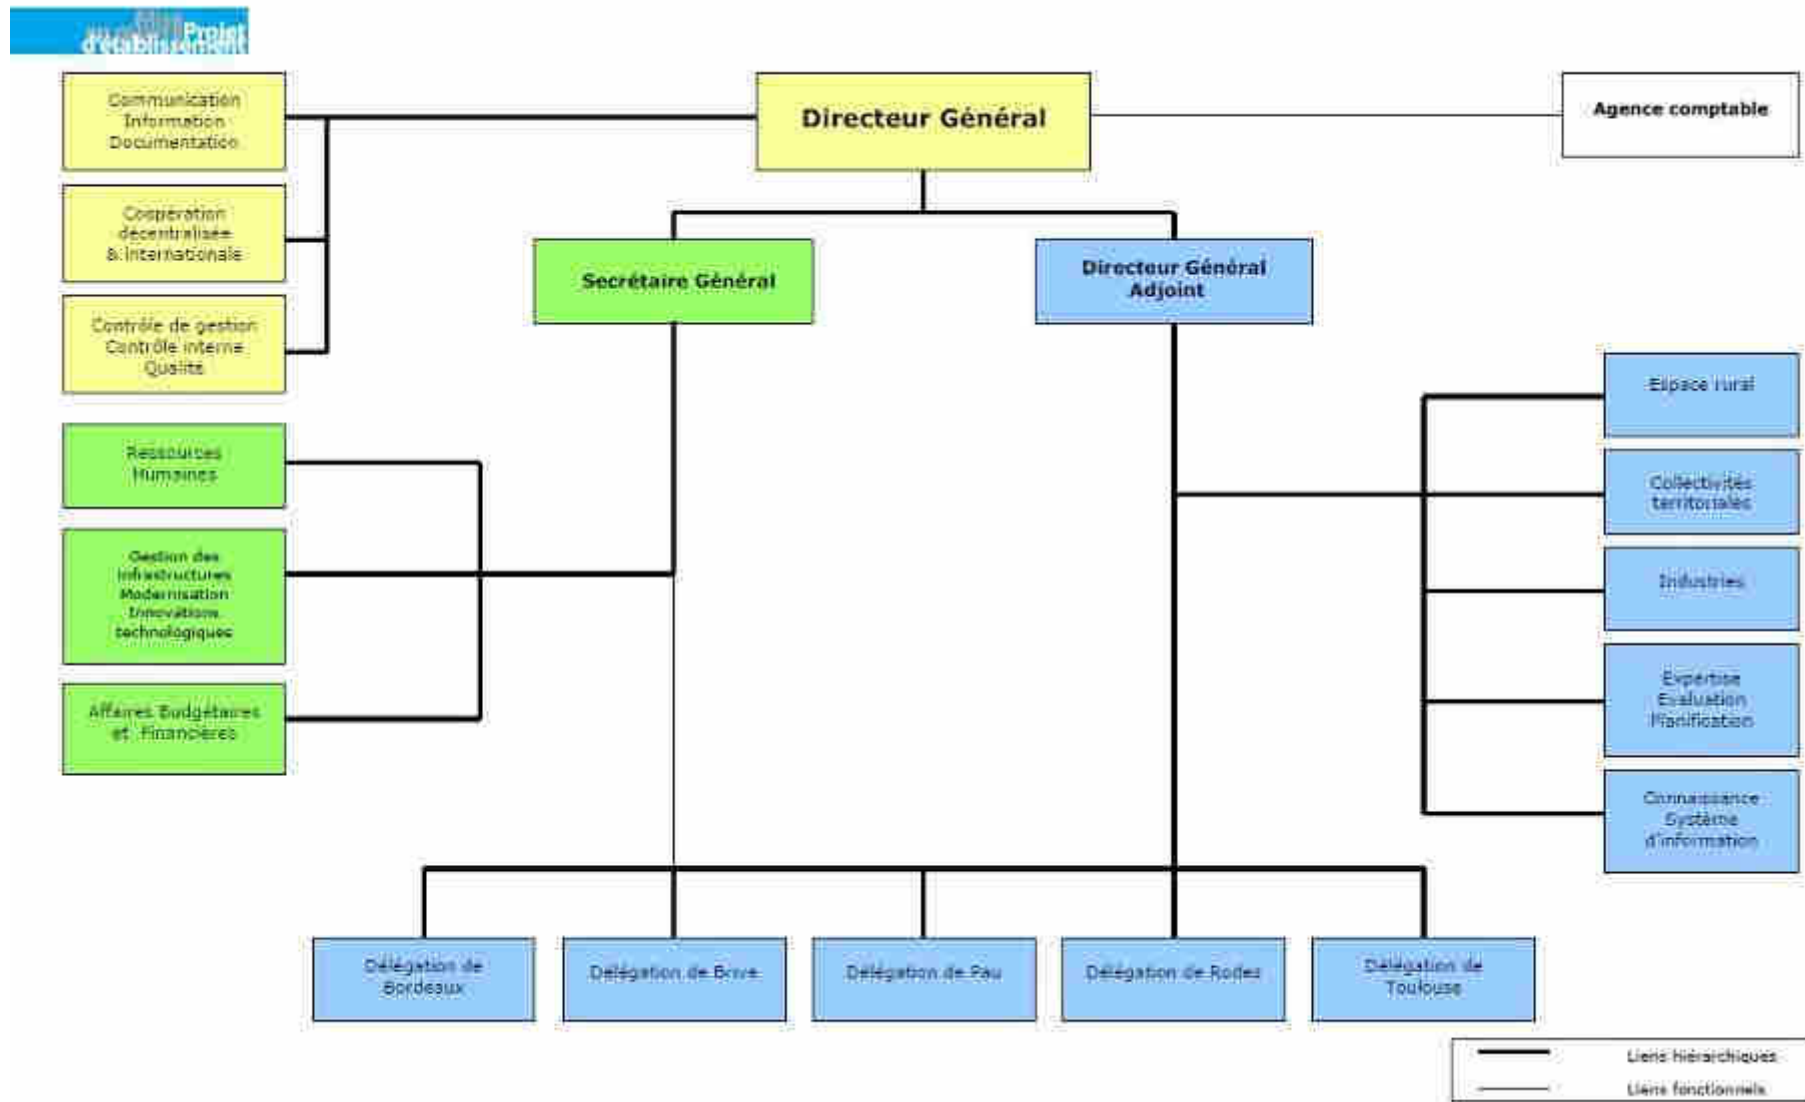 Projet
d'établissement
Communication
Information
Documentation
Directeur Général
Agence comptable
Coopération
décentralisée
& internationale
Secrétaire Général
Directeur Général
Adjoint
Contrôle de gestion
Contrôle interne
Qualité
Espace rural
Ressources
Humaines
Collectivités
territoriales
Gestion des
infrastructures
Modernisation
Innovations
technologiques
Industries
Expertise
Evaluation
Planification
Affaires Budgétaires
et Financières
Connaissance
Système
d'information
Délégation de
Bordeaux
Délégation de Brive
Délégation de Pau
Délégation de Rodez
Délégation de
Toulouse
Liens hiérarchiques
Liens fonctionnels